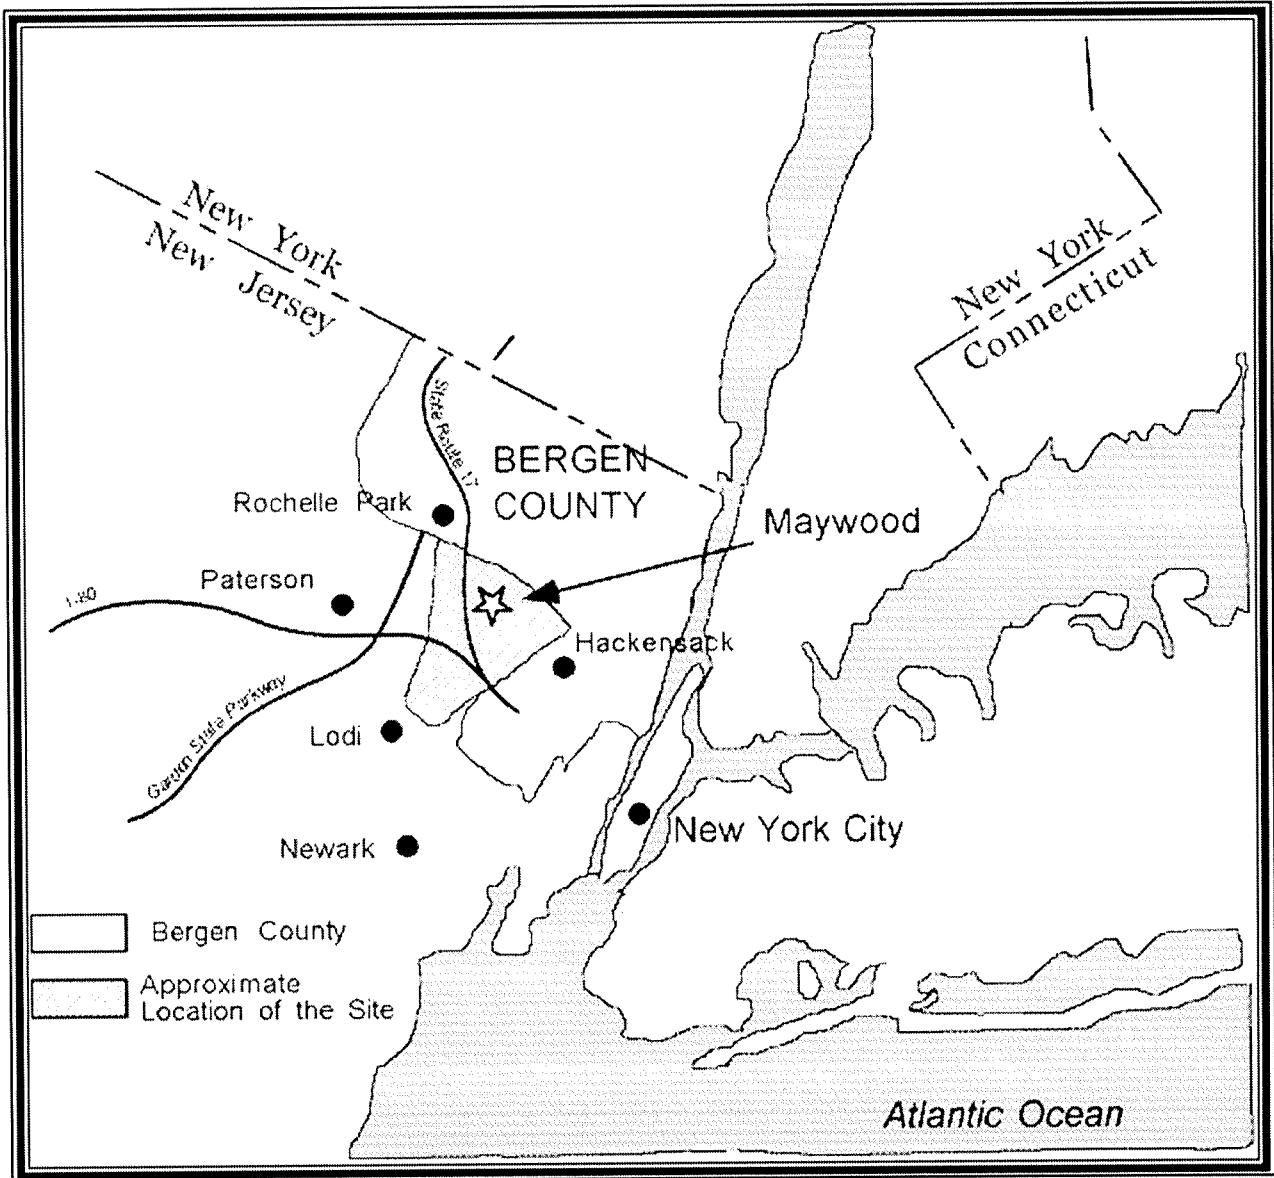 New York
New Jersey
New York
Connecticut
State Route 17
BERGEN
COUNTY
Rochelle Park
Maywood
Paterson
I-80
Hackensack
Garden State Parkway
Lodi
New York City
Newark
Bergen County
Approximate
Location of the Site
Atlantic Ocean